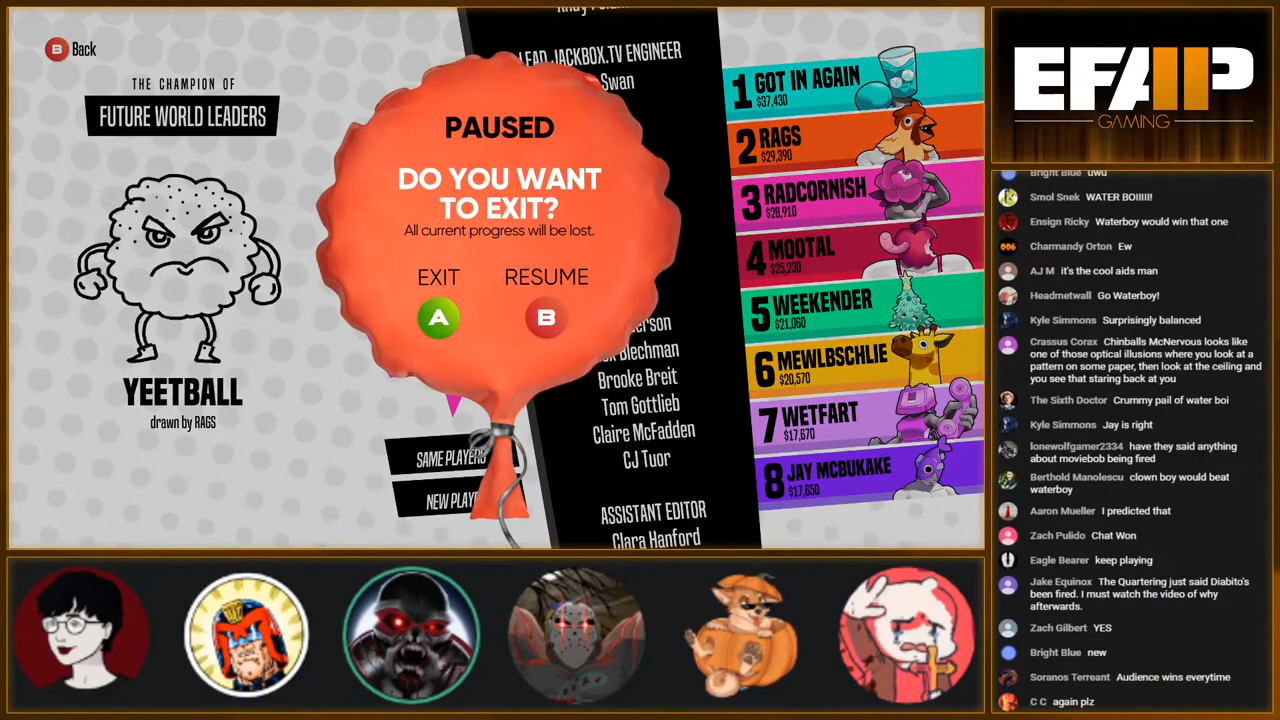 B Back
THE CHAMPION OF
FUTURE WORLD LEADERS
YEETBALL
drawn by RAGS
PAUSED
DO YOU WANT
TO EXIT?
All current progress will be lost.
EXIT
RESUME
A
B
SAME PLAYERS
LEAD JACKBOX.TV ENGINEER
Swan
Blechman
Brooke Breit
Tom Gottlieb
Claire McFadden
CJ Tuor
ASSISTANT EDITOR
Clara Hanford
1 GOT IN AGAIN
$37,430
2 RAGS
$29,390
3 RADCORNISH
$28,910
4 MOOTAL
$25,230
5 WEEKENDER
$21,060
6 MEWLBSCHLIE
$20,570
7 WETFART
$17,670
8 JAY MCBUKAKE
$17,650
EFAP
GAMING
Bright Blue uwu
Smol Snek WATER BOIIIIII!
Ensign Ricky Waterboy would win that one
Charmandy Orton Ew
AJ M it's the cool aids man
Headmetwall Go Waterboy!
Kyle Simmons Surprisingly balanced
Crassus Corax Chinballs McNervous looks like
one of those optical illusions where you look at a
pattern on some paper, then look at the ceiling and
you see that staring back at you
The Sixth Doctor Crummy pail of water boi
Kyle Simmons Jay is right
lonewolfgamer2334 have they said anything
about moviebob being fired
Berthold Manolescu clown boy would beat
waterboy
Aaron Mueller I predicted that
Zach Pulido Chat Won
Eagle Bearer keep playing
Jake Equinox The Quartering just said Diabito's
been fired. I must watch the video of why
afterwards.
Zach Gilbert YES
Bright Blue new
Soranos Terreant Audience wins everytime
C C again plz